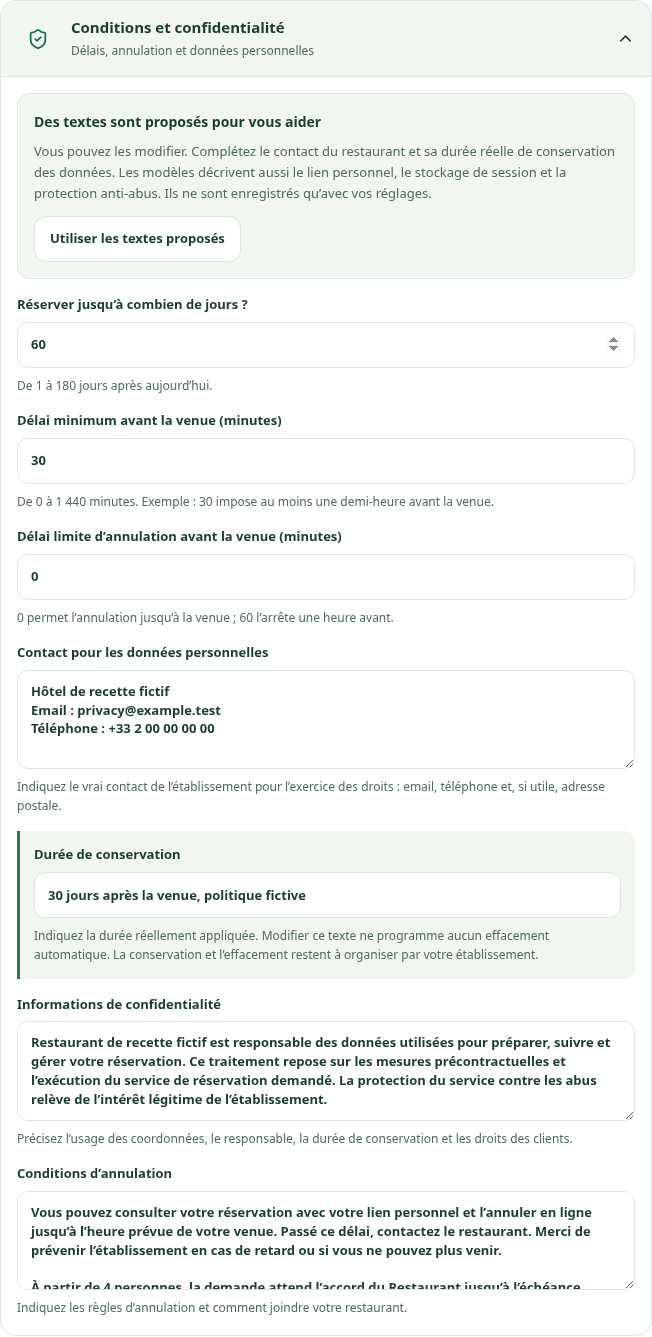 Conditions et confidentialité
Délais, annulation et données personnelles
Des textes sont proposés pour vous aider
Vous pouvez les modifier. Complétez le contact du restaurant et sa durée réelle de conservation
des données. Les modèles décrivent aussi le lien personnel, le stockage de session et la
protection anti-abus. Ils ne sont enregistrés qu’avec vos réglages.
Utiliser les textes proposés
Réserver jusqu’à combien de jours ?
60
De 1 à 180 jours après aujourd’hui.
Délai minimum avant la venue (minutes)
30
De 0 à 1 440 minutes. Exemple : 30 impose au moins une demi-heure avant la venue.
Délai limite d’annulation avant la venue (minutes)
0
0 permet l’annulation jusqu’à la venue ; 60 l’arrête une heure avant.
Contact pour les données personnelles
Hôtel de recette fictif
Email : privacy@example.test
Téléphone : +33 2 00 00 00 00
Indiquez le vrai contact de l’établissement pour l’exercice des droits : email, téléphone et, si utile, adresse
postale.
Durée de conservation
30 jours après la venue, politique fictive
Indiquez la durée réellement appliquée. Modifier ce texte ne programme aucun effacement
automatique. La conservation et l’effacement restent à organiser par votre établissement.
Informations de confidentialité
Restaurant de recette fictif est responsable des données utilisées pour préparer, suivre et
gérer votre réservation. Ce traitement repose sur les mesures précontractuelles et
l’exécution du service de réservation demandé. La protection du service contre les abus
relève de l’intérêt légitime de l’établissement.
Précisez l’usage des coordonnées, le responsable, la durée de conservation et les droits des clients.
Conditions d’annulation
Vous pouvez consulter votre réservation avec votre lien personnel et l’annuler en ligne
jusqu’à l’heure prévue de votre venue. Passé ce délai, contactez le restaurant. Merci de
prévenir l’établissement en cas de retard ou si vous ne pouvez plus venir.
À partir de 4 personnes, la demande attend l’accord du Restaurant jusqu’à l’échéance
Indiquez les règles d’annulation et comment joindre votre restaurant.